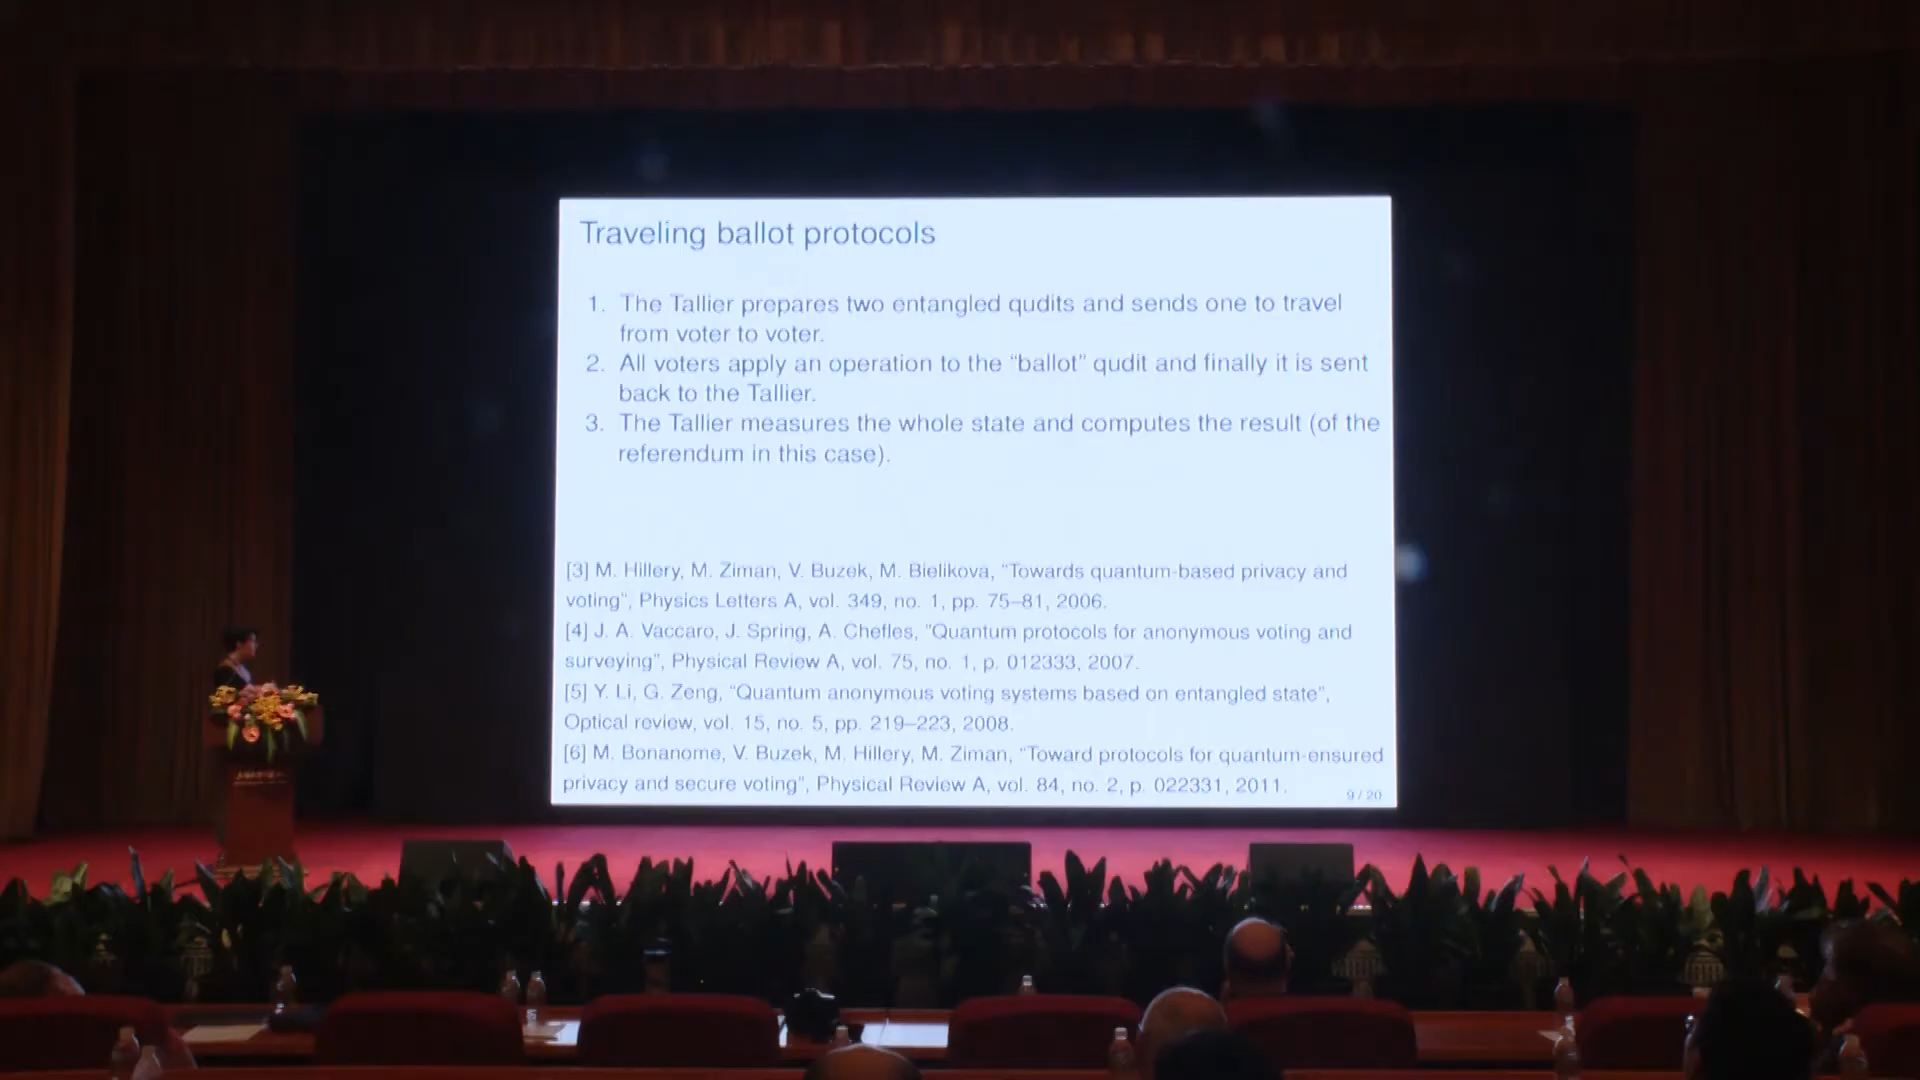 Traveling ballot protocols
1. The Tallier prepares two entangled qudits and sends one to travel
from voter to voter.
2. All voters apply an operation to the “ballot” qudit and finally it is sent
back to the Tallier.
3. The Tallier measures the whole state and computes the result (of the
referendum in this case).
[3] M. Hillery, M. Ziman, V. Buzek, M. Bielikova, "Towards quantum-based privacy and
voting", Physics Letters A, vol. 349, no. 1, pp. 75–81, 2006.
[4] J. A. Vaccaro, J. Spring, A. Chefles, "Quantum protocols for anonymous voting and
surveying", Physical Review A, vol. 75, no. 1, p. 012333, 2007.
[5] Y. Li, G. Zeng, "Quantum anonymous voting systems based on entangled state",
Optical review, vol. 15, no. 5, pp. 219–223, 2008.
[6] M. Bonanome, V. Buzek, M. Hillery, M. Ziman, "Toward protocols for quantum-ensured
privacy and secure voting", Physical Review A, vol. 84, no. 2, p. 022331, 2011.
9 / 20